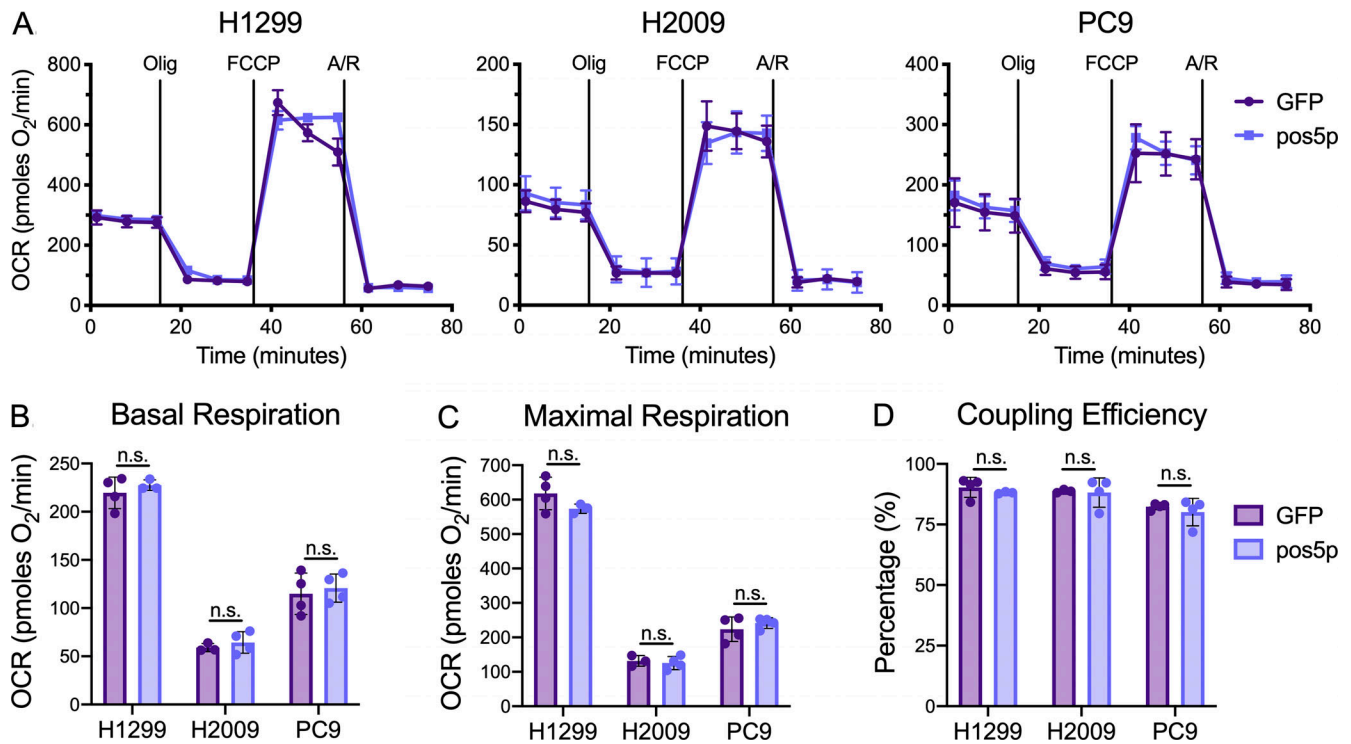 A.
H1299
H2009
PC9
Olig
FCCP
A/R
Olig
FCCP
A/R
Olig
FCCP
A/R
OCR (pmoles O2/min)
800
600
400
200
0
0
20
40
60
80
Time (minutes)
200
150
100
50
0
0
20
40
60
80
Time (minutes)
400
300
200
100
0
0
20
40
60
80
Time (minutes)
GFP
pos5p
B.
Basal Respiration
OCR (pmoles O2/min)
250
200
150
100
50
0
n.s.
n.s.
n.s.
H1299
H2009
PC9
C
Maximal Respiration
OCR (pmoles O2/min)
700
600
500
400
300
200
100
0
n.s.
n.s.
n.s.
H1299
H2009
PC9
D
Coupling Efficiency
Percentage (%)
100
75
50
25
0
n.s.
n.s.
n.s.
H1299
H2009
PC9
GFP
pos5p